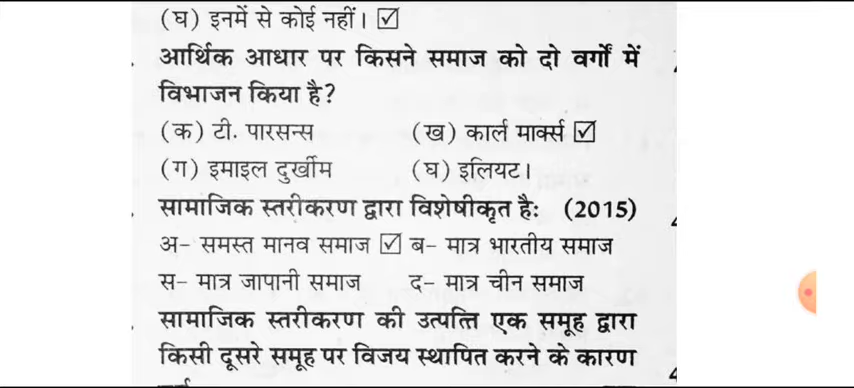 (घ) इनमें से कोई नहीं। ☑
आर्थिक आधार पर किसने समाज को दो वर्गों में
विभाजन किया है?
(क) टी. पारसन्स (ख) कार्ल मार्क्स ☑
(ग) इमाइल दुर्खीम (घ) इलियट।
सामाजिक स्तरीकरण द्वारा विशेषीकृत है: (2015)
अ- समस्त मानव समाज ☑ ब- मात्र भारतीय समाज
स- मात्र जापानी समाज द- मात्र चीन समाज
सामाजिक स्तरीकरण की उत्पत्ति एक समूह द्वारा
किसी दूसरे समूह पर विजय स्थापित करने के कारण